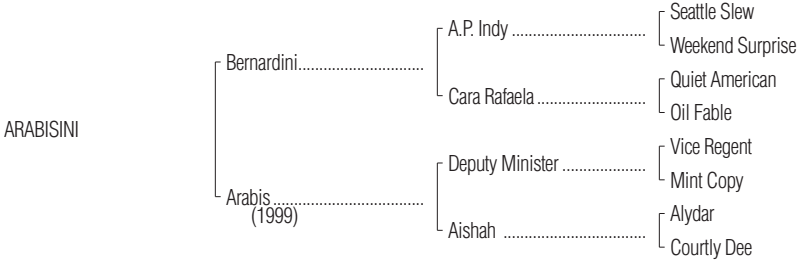 Seattle Slew
A.P. Indy ................................
Weekend Surprise
Bernardini..............................
Quiet American
Cara Rafaela ..........................
Oil Fable
ARABISINI
Vice Regent
Deputy Minister ....................
Mint Copy
Arabis ....................................
(1999)
Alydar
Aishah ..................................
Courtly Dee